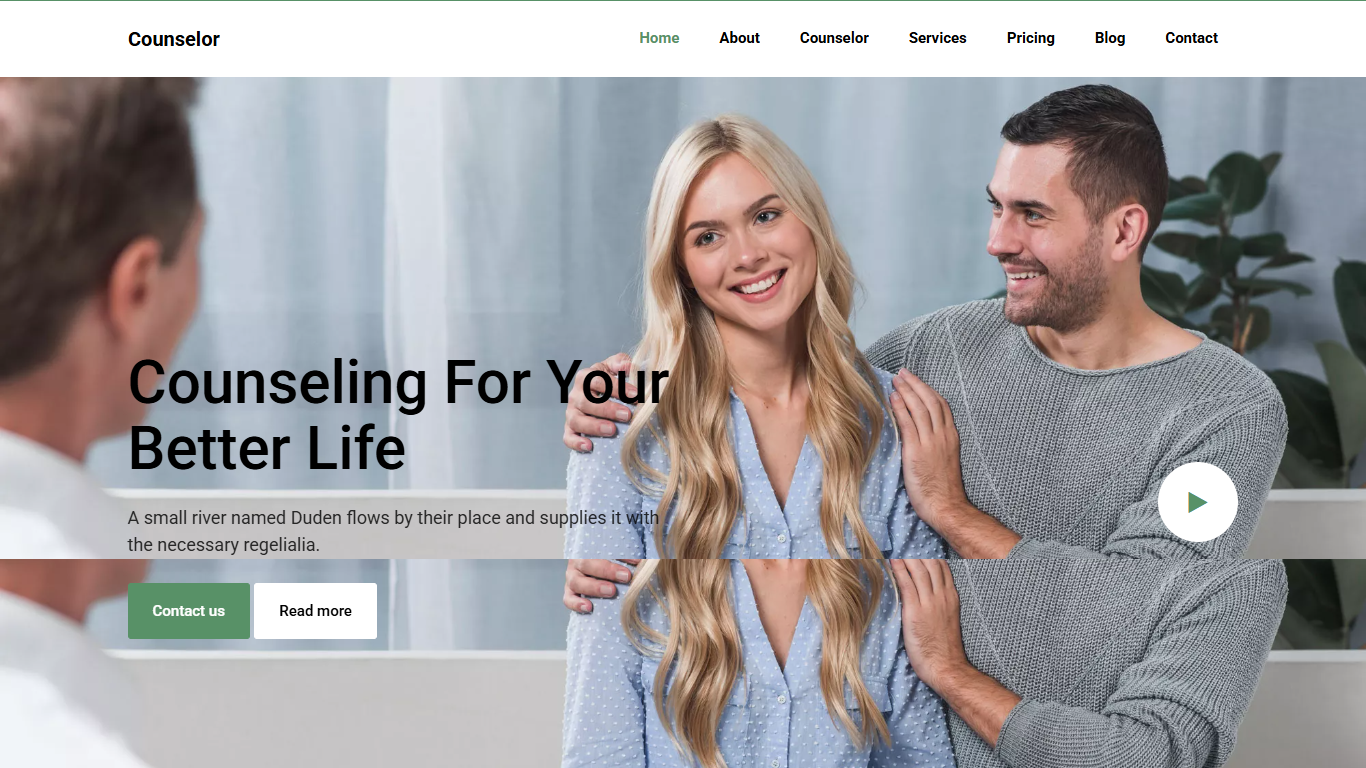 Counselor
Home About Counselor Services Pricing Blog Contact
Counseling For Your
Better Life
A small river named Duden flows by their place and supplies it with
the necessary regelialia.
Contact us Read more